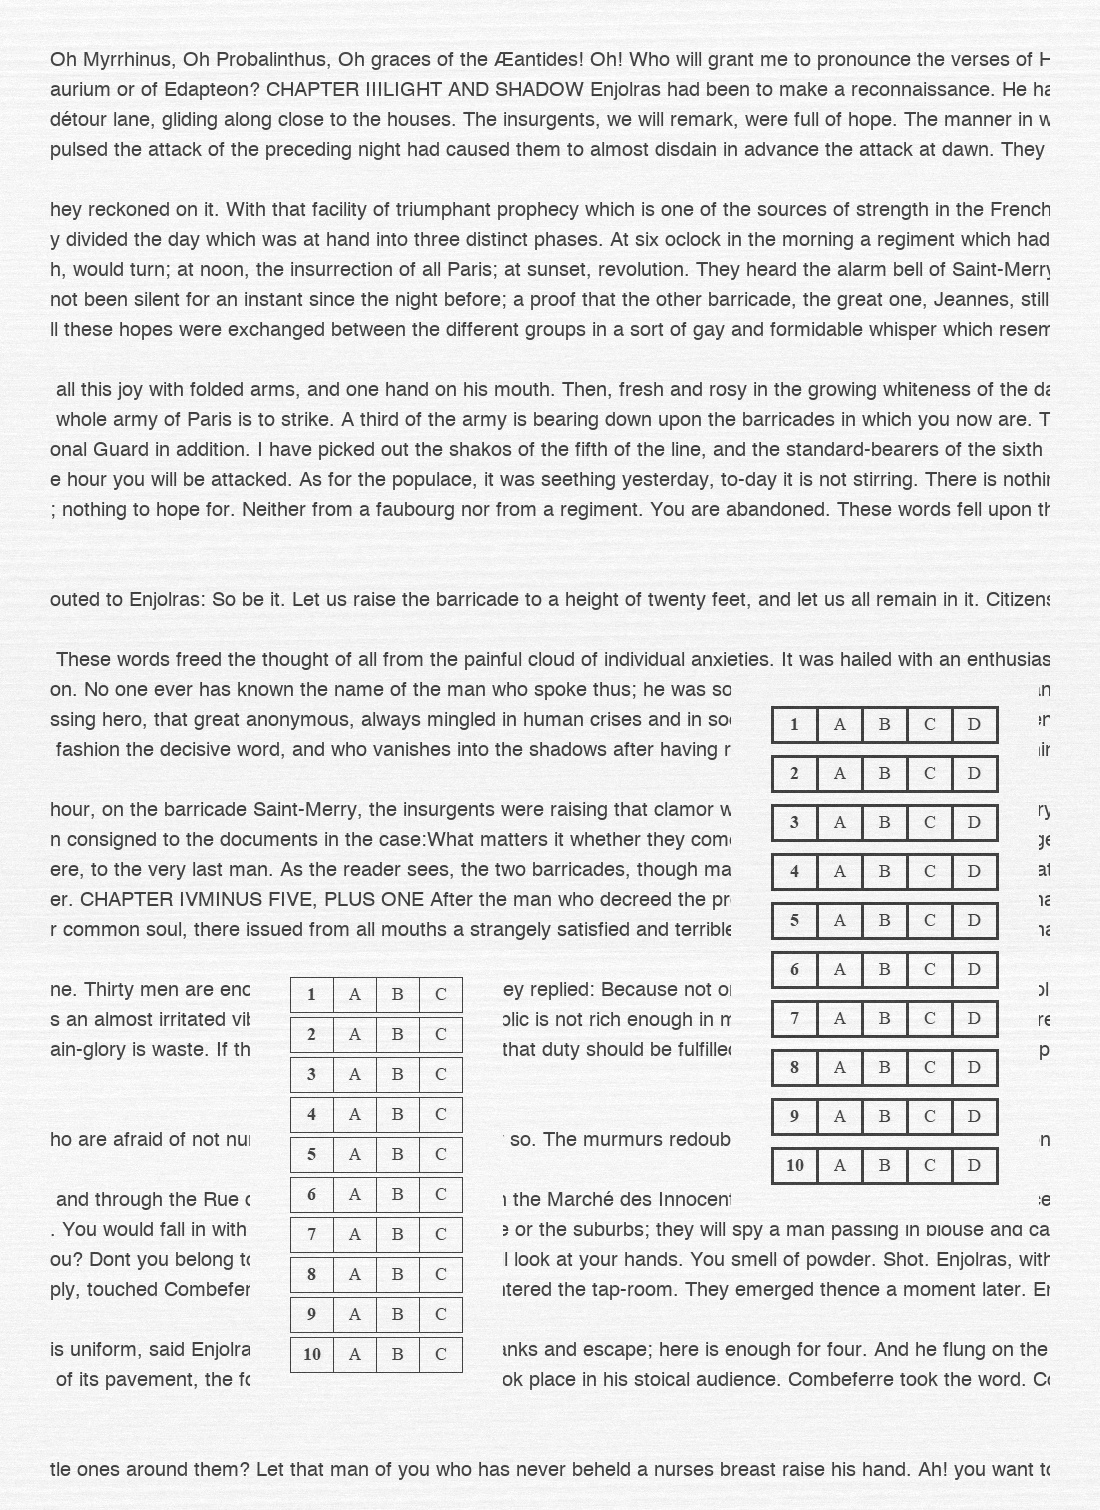 Oh Myrrhinus, Oh Probalinthus, Oh graces of the Æantides! Oh! Who will grant me to pronounce the verses of
aurium or of Edapteon? CHAPTER IIILIGHT AND SHADOW Enjolras had been to make a reconnaissance. He ha
détour lane, gliding along close to the houses. The insurgents, we will remark, were full of hope. The manner in w
pulsed the attack of the preceding night had caused them to almost disdain in advance the attack at dawn. They
hey reckoned on it. With that facility of triumphant prophecy which is one of the sources of strength in the French
y divided the day which was at hand into three distinct phases. At six oclock in the morning a regiment which had
h, would turn; at noon, the insurrection of all Paris; at sunset, revolution. They heard the alarm bell of Saint-Merry
not been silent for an instant since the night before; a proof that the other barricade, the great one, Jeannes, still
ll these hopes were exchanged between the different groups in a sort of gay and formidable whisper which resem
all this joy with folded arms, and one hand on his mouth. Then, fresh and rosy in the growing whiteness of the da
whole army of Paris is to strike. A third of the army is bearing down upon the barricades in which you now are. T
onal Guard in addition. I have picked out the shakos of the fifth of the line, and the standard-bearers of the sixth
e hour you will be attacked. As for the populace, it was seething yesterday, to-day it is not stirring. There is nothin
; nothing to hope for. Neither from a faubourg nor from a regiment. You are abandoned. These words fell upon th
outed to Enjolras: So be it. Let us raise the barricade to a height of twenty feet, and let us all remain in it. Citizens
These words freed the thought of all from the painful cloud of individual anxieties. It was hailed with an enthusias
on. No one ever has known the name of the man who spoke thus; he was so
ssing hero, that great anonymous, always mingled in human crises and in so
fashion the decisive word, and who vanishes into the shadows after having
hour, on the barricade Saint-Merry, the insurgents were raising that clamor w
n consigned to the documents in the case:What matters it whether they come
ere, to the very last man. As the reader sees, the two barricades, though ma
er. CHAPTER IVMINUS FIVE, PLUS ONE After the man who decreed the pr
r common soul, there issued from all mouths a strangely satisfied and terrible
ne. Thirty men are eno ey replied: Because not
s an almost irritated vib blic is not rich enough in m
ain-glory is waste. If th that duty should be fulfilled
ho are afraid of not so. The murmurs redoub
and through the Rue the Marché des Innocent
. You would fall in with e or the suburbs; they will spy a man passing in blouse and ca
ou? Dont you belong to l look at your hands. You smell of powder. Shot. Enjolras, with
ply, touched Combefer ntered the tap-room. They emerged thence a moment later. En
is uniform, said Enjolra anks and escape; here is enough for four. And he flung on the
of its pavement, the ook place in his stoical audience. Combeferre took the word. Co
tle ones around them? Let that man of you who has never beheld a nurses breast raise his hand. Ah! you want to
1 A B C D
2 A B C D
3 A B C D
4 A B C D
5 A B C D
6 A B C D
7 A B C D
8 A B C D
9 A B C D
10 A B C D
1 A B C
2 A B C
3 A B C
4 A B C
5 A B C
6 A B C
7 A B C
8 A B C
9 A B C
10 A B C